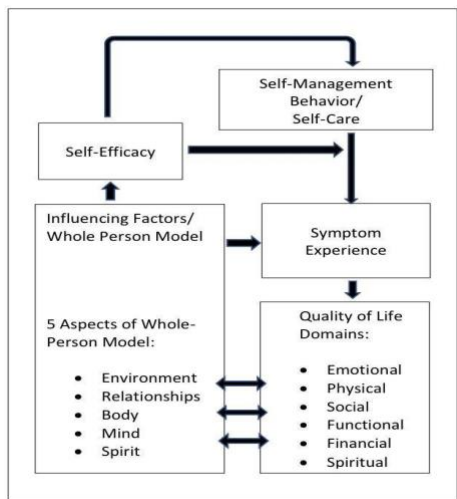 Self-Management
Behavior/
Self-Care
Self-Efficacy
Influencing Factors/
Whole Person Model
5 Aspects of Whole-
Person Model:
• Environment
• Relationships
• Body
• Mind
• Spirit
Symptom
Experience
Quality of Life
Domains:
• Emotional
• Physical
• Social
• Functional
• Financial
• Spiritual